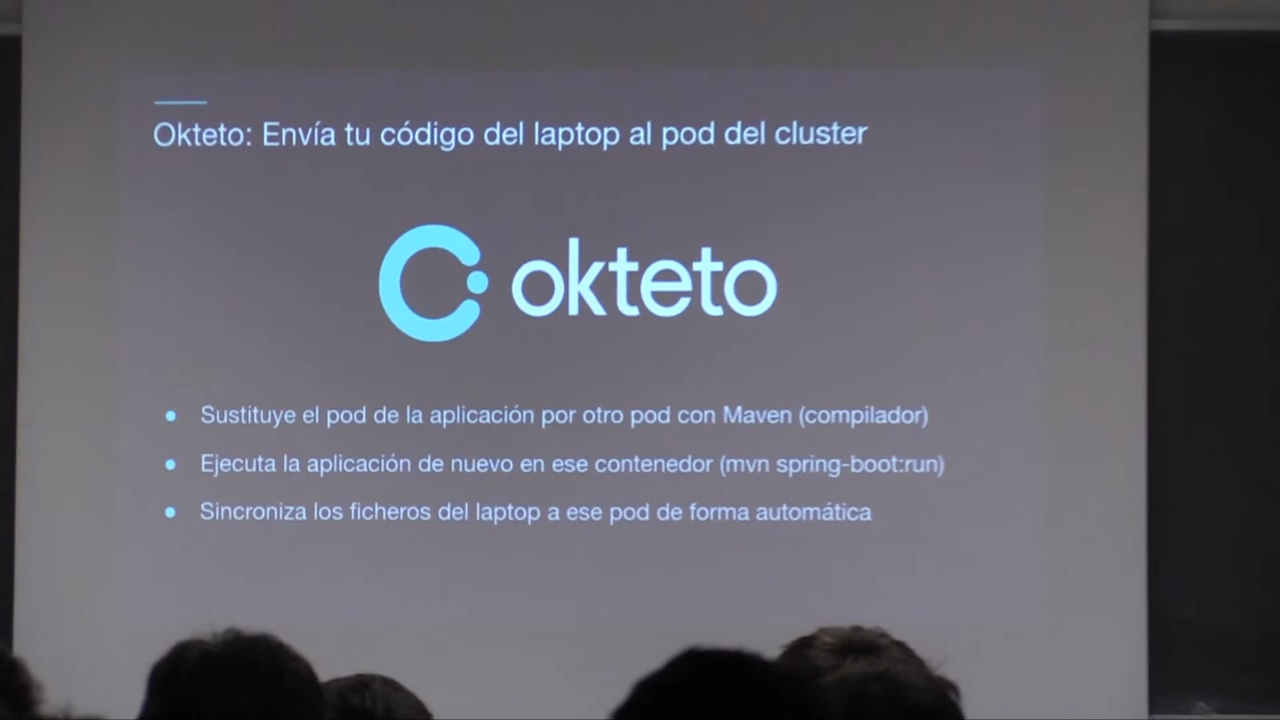 Okteto: Envía tu código del laptop al pod del cluster
okteto
Sustituye el pod de la aplicación por otro pod con Maven (compilador)
Ejecuta la aplicación de nuevo en ese contenedor (mvn spring-boot:run)
Sincroniza los ficheros del laptop a ese pod de forma automática